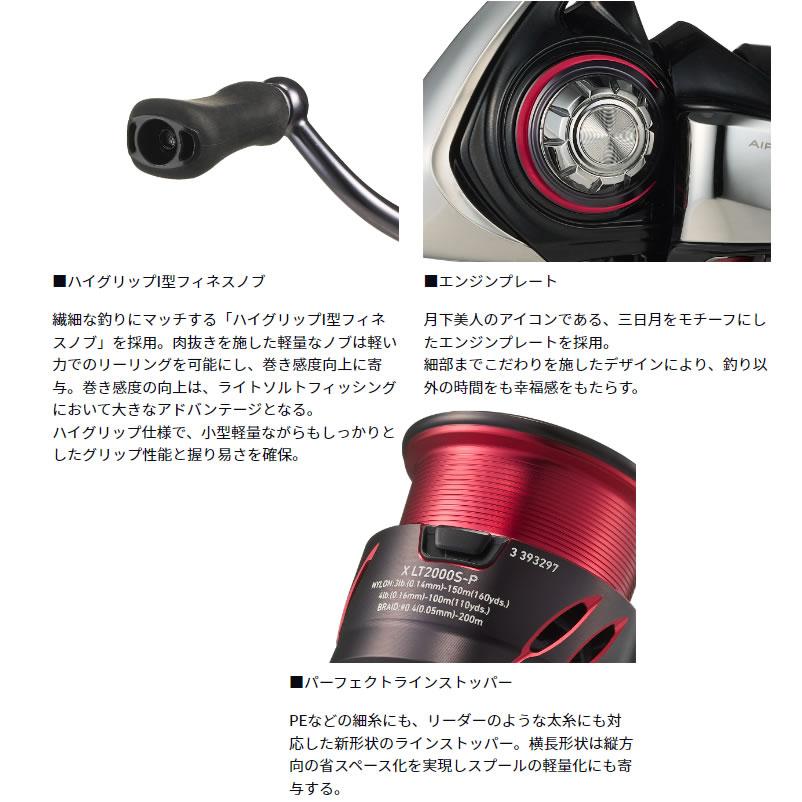 AIR
■ハイグリップI型フィネスノブ
繊細な釣りにマッチする「ハイグリップI型フィネ
スノブ」を採用。肉抜きを施した軽量なノブは軽い
力でのリーリングを可能にし、巻き感度向上に寄
与。巻き感度の向上は、ライトソルトフィッシング
において大きなアドバンテージとなる。
ハイグリップ仕様で、小型軽量ながらもしっかりと
したグリップ性能と握り易さを確保。
■エンジンプレート
月下美人のアイコンである、三日月をモチーフにし
たエンジンプレートを採用。
細部までこだわりを施したデザインにより、釣り以
外の時間をも幸福感をもたらす。
3 393297
X LT2000S-P
NYLON:3lb.(0.14mm)-150m(160yds.)
4lb.(0.16mm)-100m(110yds.)
BRAID:#0.4(0.05mm)-200m
■パーフェクトラインストッパー
PEなどの細糸にも、リーダーのような太糸にも対
応した新形状のラインストッパー。横長形状は縦方
向の省スペース化を実現しスプールの軽量化にも寄
与する。